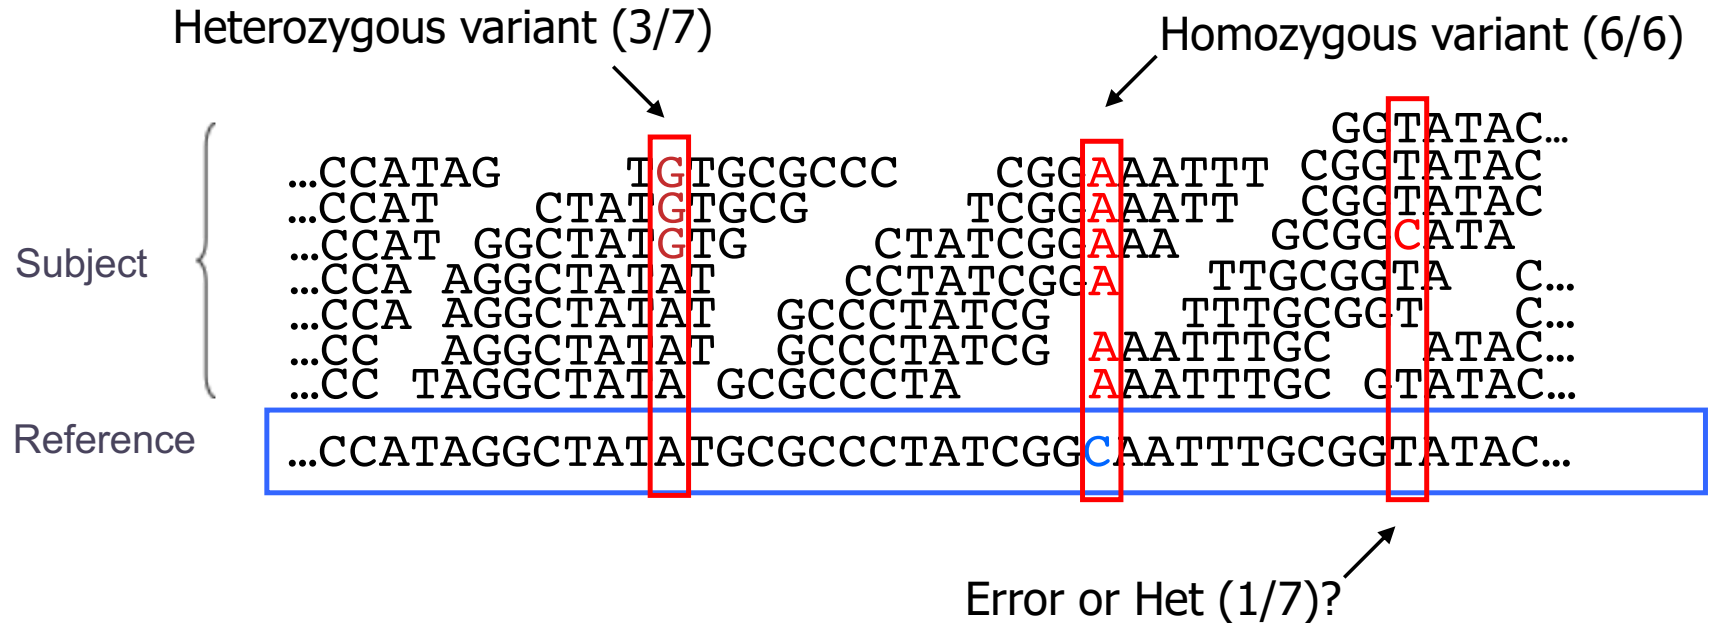 Heterozygous variant (3/7)
Homozygous variant (6/6)
GGTATAC…
…CCATAG TGTGCGCCC CGGAAATTT CGGTATAC
…CCAT CTATGTGCG TCGGAAATT CGGTATAC
…CCAT GGCTATGTG CTATCGGAAA GCGGCATA
Subject
…CCA AGGCTATAT CCTATCGGA TTGCGGTA C…
…CCA AGGCTATAT GCCCTATCG TTTGCGGT C…
…CC AGGCTATAT GCCCTATCG AAATTTGC ATAC…
…CC TAGGCTATA GCGCCCTA AAATTTGC GTATAC…
Reference
…CCATAGGCTATATGCGCCCTATCGGCAATTTGCGGTATAC…
Error or Het (1/7)?